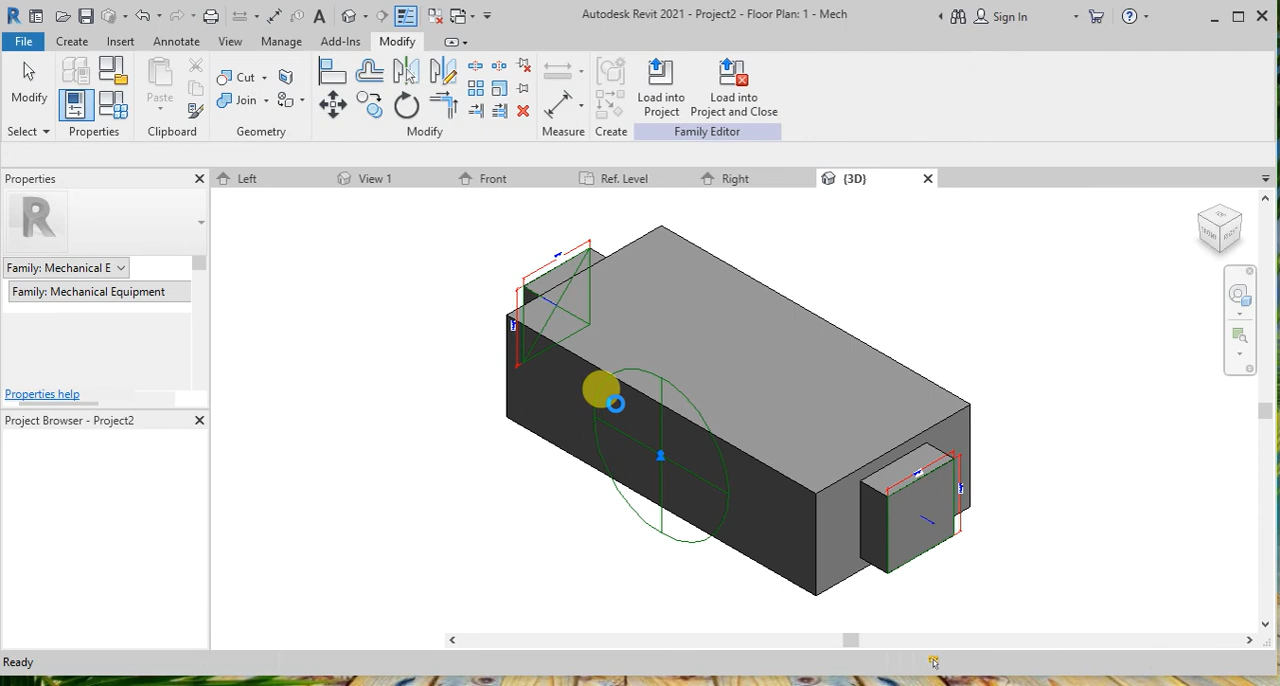 Autodesk Revit 2021 - Project2 - Floor Plan: 1 - Mech
Sign In
File Create Insert Annotate View Manage Add-Ins Modify
Modify
Paste
Cut
Join
Load into
Project
Load into
Project and Close
Select Properties Clipboard Geometry Modify Measure Create Family Editor
Properties
Left View 1 Front Ref. Level Right {3D}
Family: Mechanical E
Family: Mechanical Equipment
Properties help
Project Browser - Project2
Ready